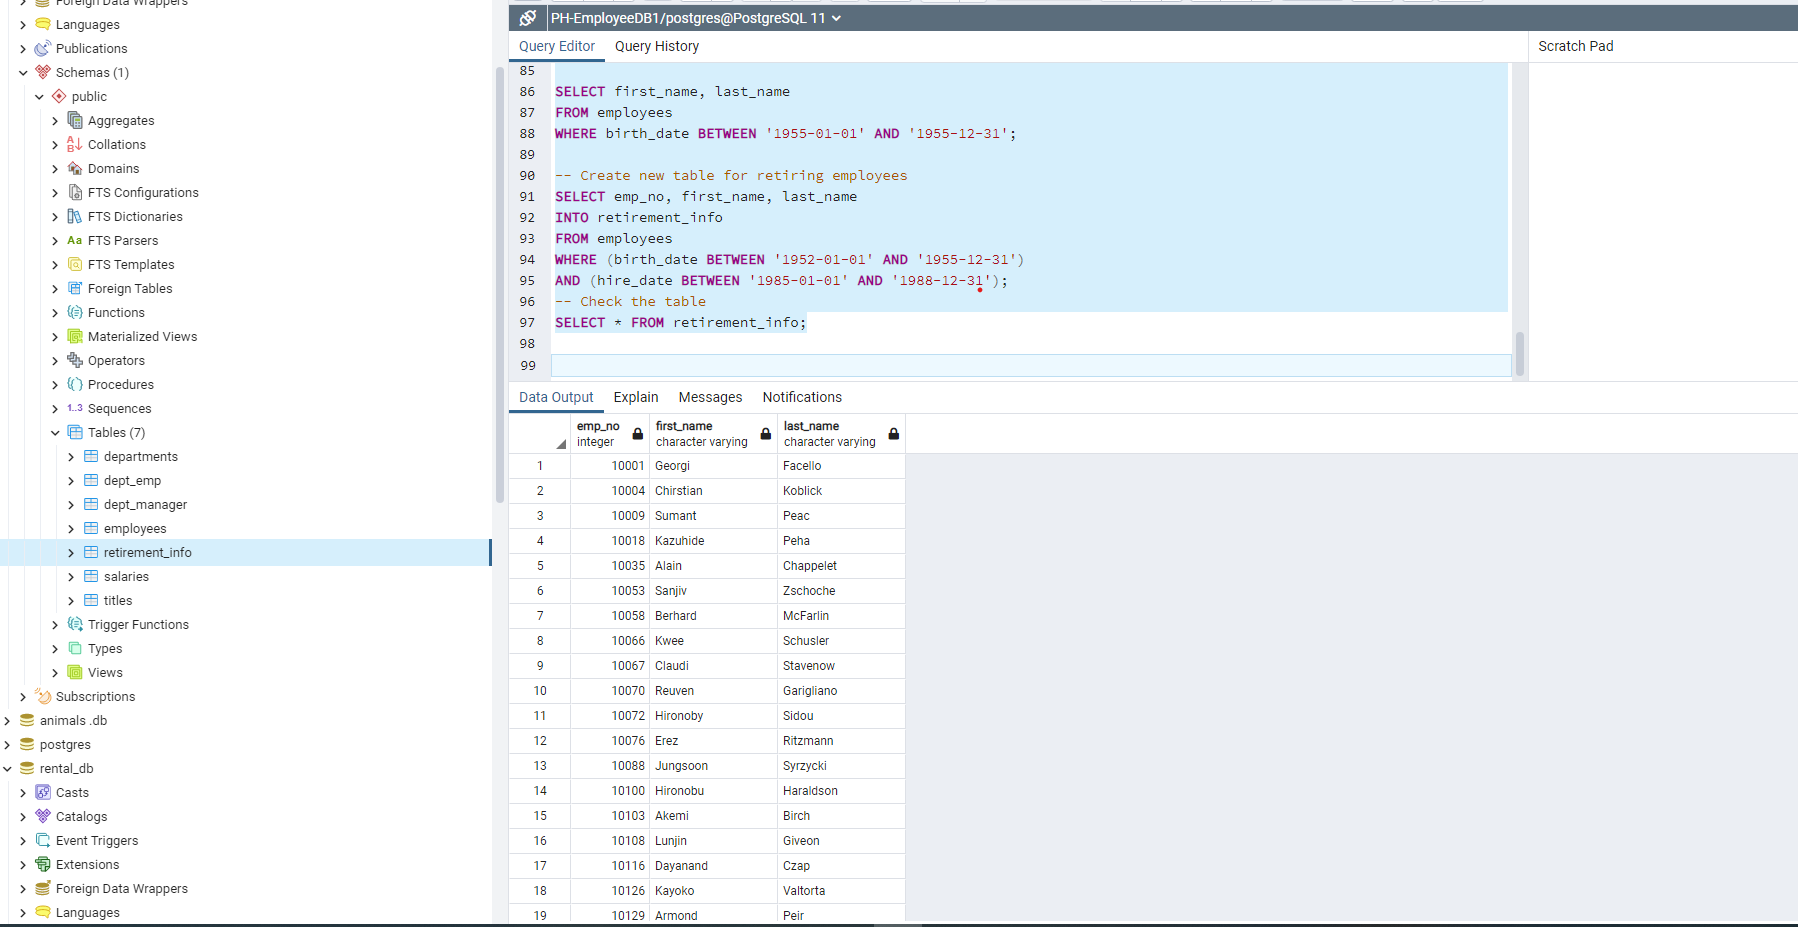 Foreign Data Wrappers
Languages
Publications
Schemas (1)
public
Aggregates
Collations
Domains
FTS Configurations
FTS Dictionaries
Aa FTS Parsers
FTS Templates
Foreign Tables
Functions
Materialized Views
Operators
Procedures
1..3 Sequences
Tables (7)
departments
dept_emp
dept_manager
employees
retirement_info
salaries
titles
Trigger Functions
Types
Views
Subscriptions
animals .db
postgres
rental_db
Casts
Catalogs
Event Triggers
Extensions
Foreign Data Wrappers
Languages
PH-EmployeeDB1/postgres@PostgreSQL 11
Query Editor Query History
Scratch Pad
85
86 SELECT first_name, last_name
87 FROM employees
88 WHERE birth_date BETWEEN '1955-01-01' AND '1955-12-31';
89
90 -- Create new table for retiring employees
91 SELECT emp_no, first_name, last_name
92 INTO retirement_info
93 FROM employees
94 WHERE (birth_date BETWEEN '1952-01-01' AND '1955-12-31')
95 AND (hire_date BETWEEN '1985-01-01' AND '1988-12-31');
96 -- Check the table
97 SELECT * FROM retirement_info;
98
99
Data Output Explain Messages Notifications
emp_no first_name last_name
integer character varying character varying
1 10001 Georgi Facello
2 10004 Chirstian Koblick
3 10009 Sumant Peac
4 10018 Kazuhide Peha
5 10035 Alain Chappelet
6 10053 Sanjiv Zschoche
7 10058 Berhard McFarlin
8 10066 Kwee Schusler
9 10067 Claudi Stavenow
10 10070 Reuven Garigliano
11 10072 Hironoby Sidou
12 10076 Erez Ritzmann
13 10088 Jungsoon Syrzycki
14 10100 Hironobu Haraldson
15 10103 Akemi Birch
16 10108 Lunjin Giveon
17 10116 Dayanand Czap
18 10126 Kayoko Valtorta
19 10129 Armond Peir